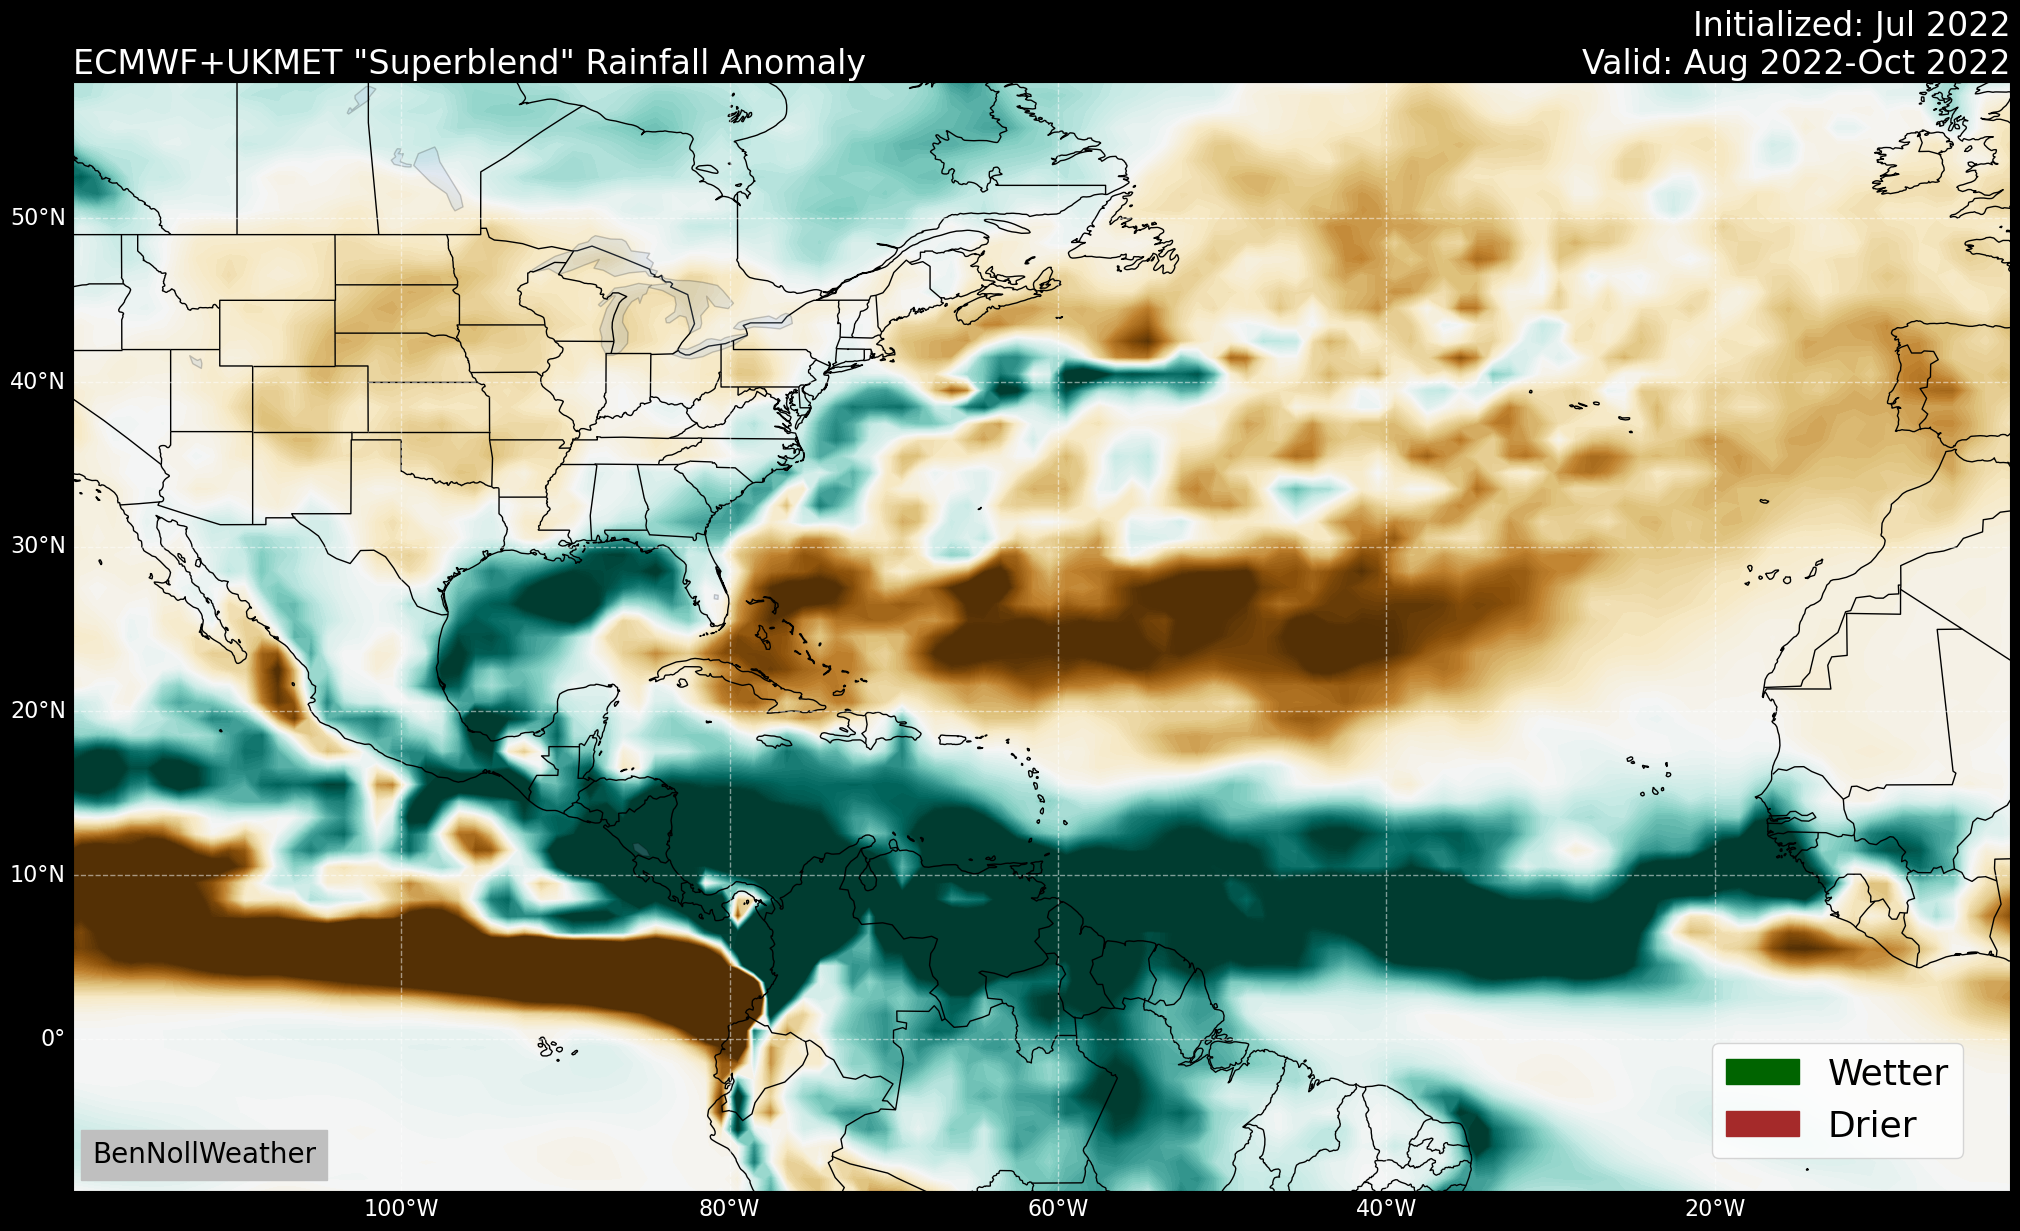 Initialized: Jul 2022
ECMWF+UKMET "Superblend" Rainfall Anomaly
Valid: Aug 2022-Oct 2022
50°N
40°N
30°N
20°N
10°N
0°
Wetter
Drier
BenNollWeather
100°W
80°W
60°W
40°W
20°W